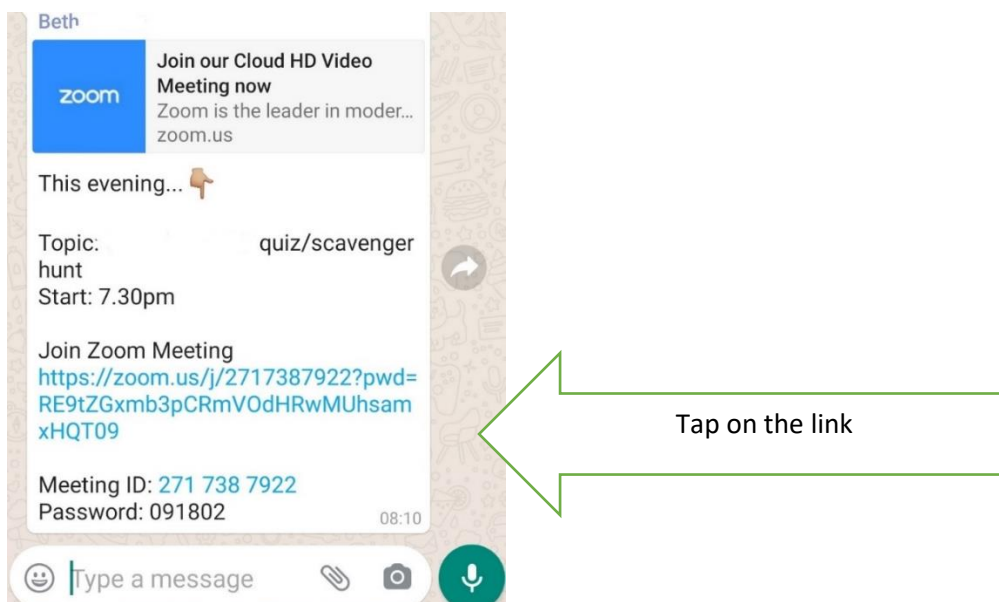 Beth
zoom
Join our Cloud HD Video
Meeting now
Zoom is the leader in moder...
zoom.us
This evening...
Topic: quiz/scavenger
hunt
Start: 7.30pm
Join Zoom Meeting
https://zoom.us/j/2717387922?pwd=
RE9tZGxmb3pCRmVOdHRwMUhsam
xHQT09
Meeting ID: 271 738 7922
Password: 091802
08:10
Type a message
Tap on the link